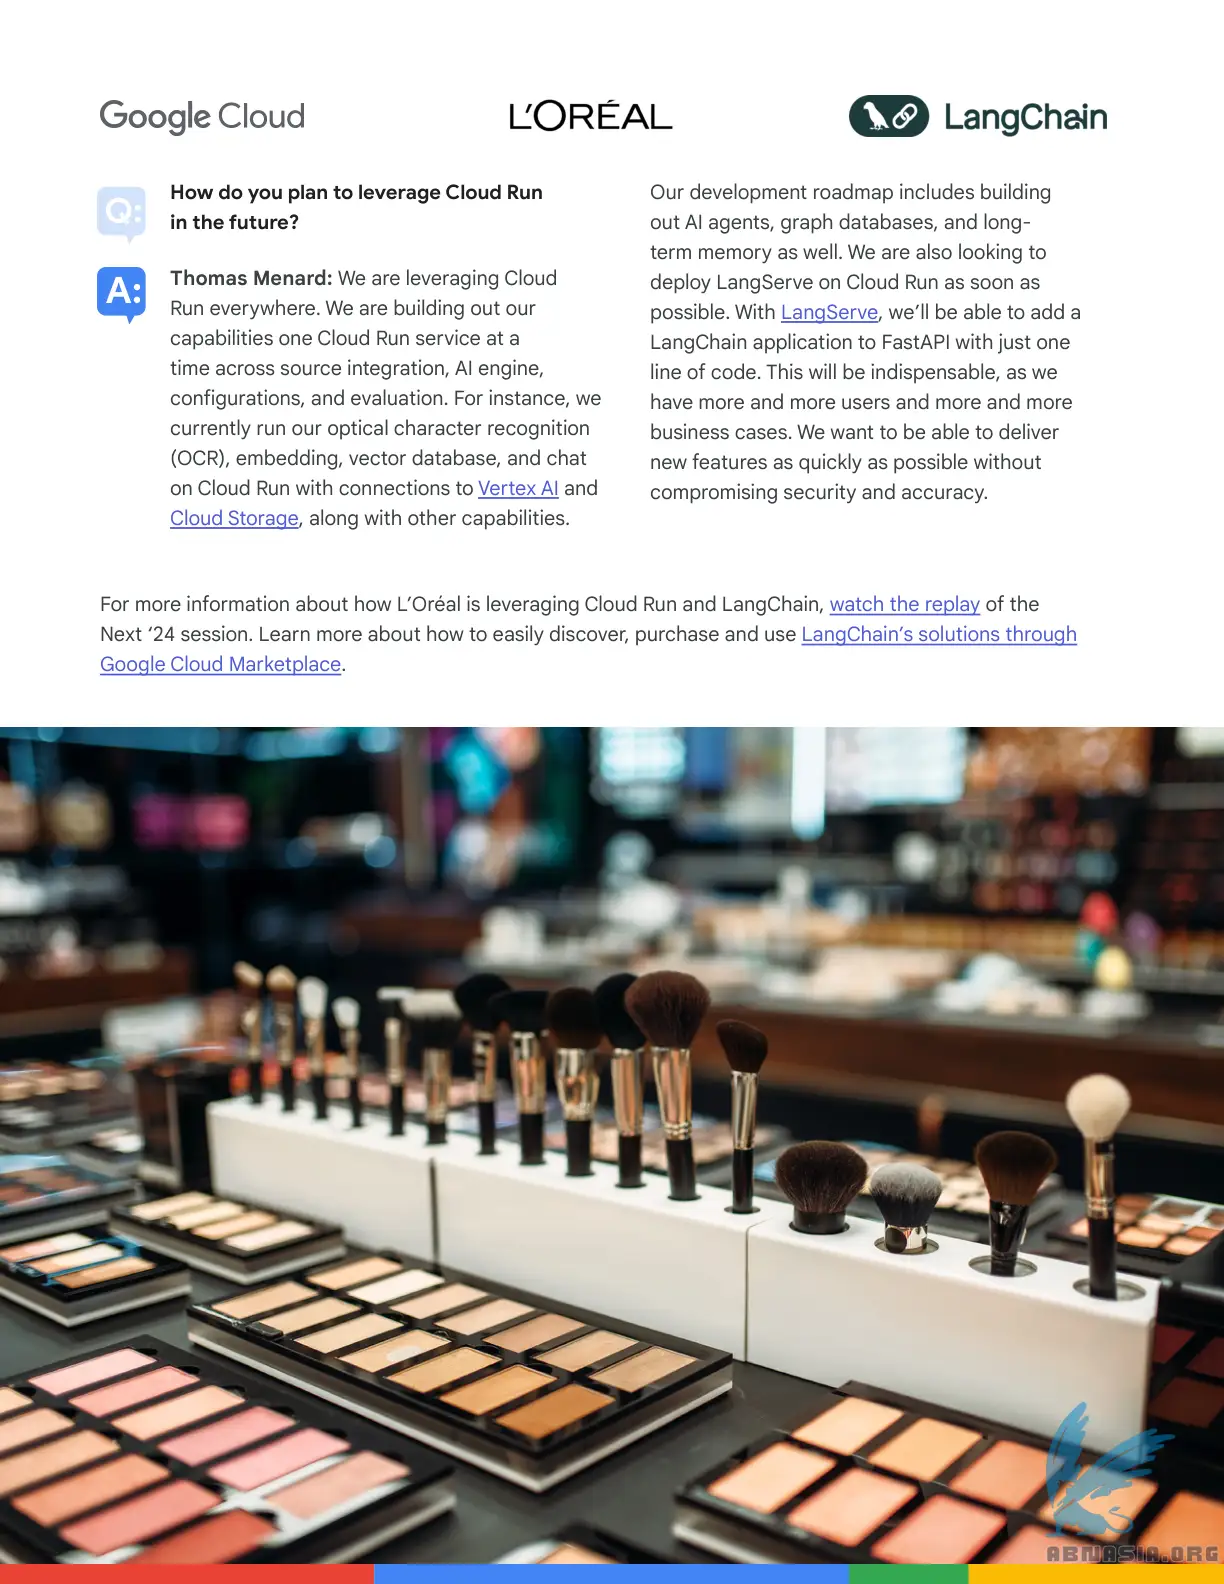 Google Cloud
L'ORÉAL
LangChain
Q:
How do you plan to leverage Cloud Run
in the future?
A:
Thomas Menard: We are leveraging Cloud
Run everywhere. We are building out our
capabilities one Cloud Run service at a
time across source integration, AI engine,
configurations, and evaluation. For instance, we
currently run our optical character recognition
(OCR), embedding, vector database, and chat
on Cloud Run with connections to Vertex AI and
Cloud Storage, along with other capabilities.
Our development roadmap includes building
out AI agents, graph databases, and long-
term memory as well. We are also looking to
deploy LangServe on Cloud Run as soon as
possible. With LangServe, we’ll be able to add a
LangChain application to FastAPI with just one
line of code. This will be indispensable, as we
have more and more users and more and more
business cases. We want to be able to deliver
new features as quickly as possible without
compromising security and accuracy.
For more information about how L’Oréal is leveraging Cloud Run and LangChain, watch the replay of the
Next ‘24 session. Learn more about how to easily discover, purchase and use LangChain’s solutions through
Google Cloud Marketplace.
ABNASIA.ORG